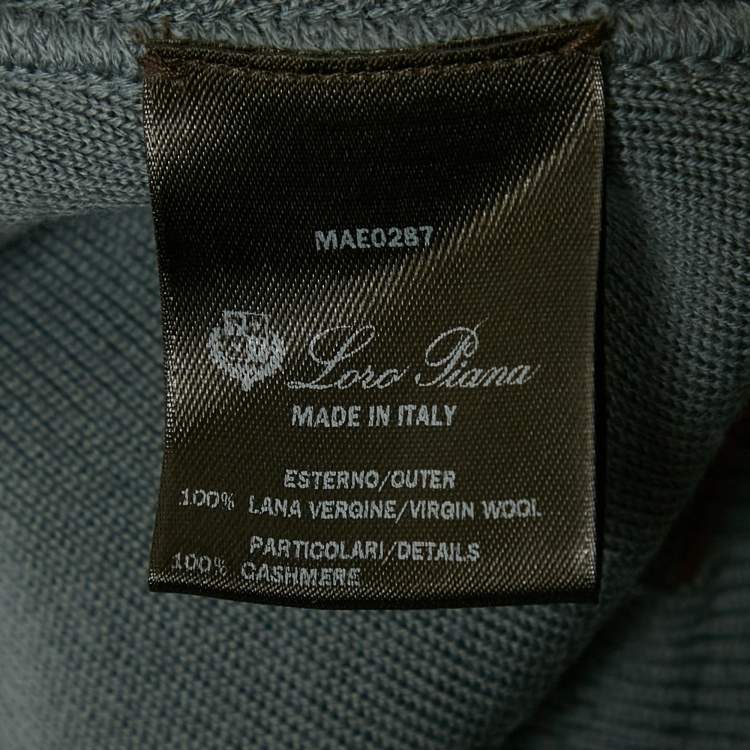 MAE0287
Loro Piana
MADE IN ITALY
ESTERNO/OUTER
100% LANA VERGINE/VIRGIN WOOL
PARTICOLARI/DETAILS
100% CASHMERE